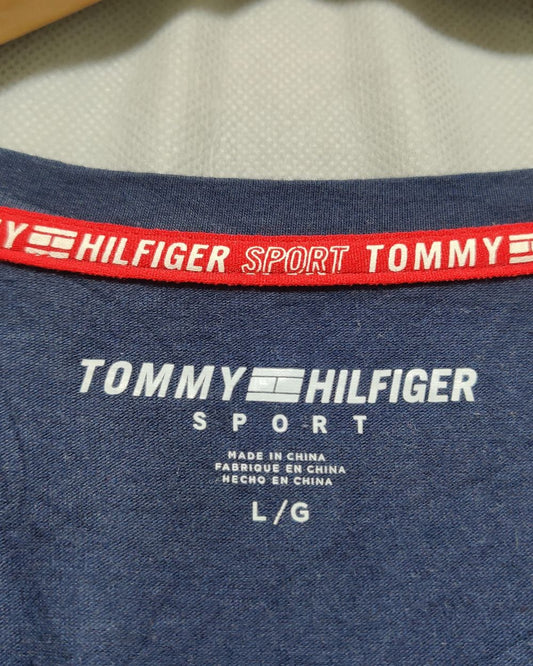 Y HILFIGER SPORT TOMMY
TOMMY HILFIGER
SPORT
MADE IN CHINA
FABRIQUE EN CHINA
HECHO EN CHINA
L/G